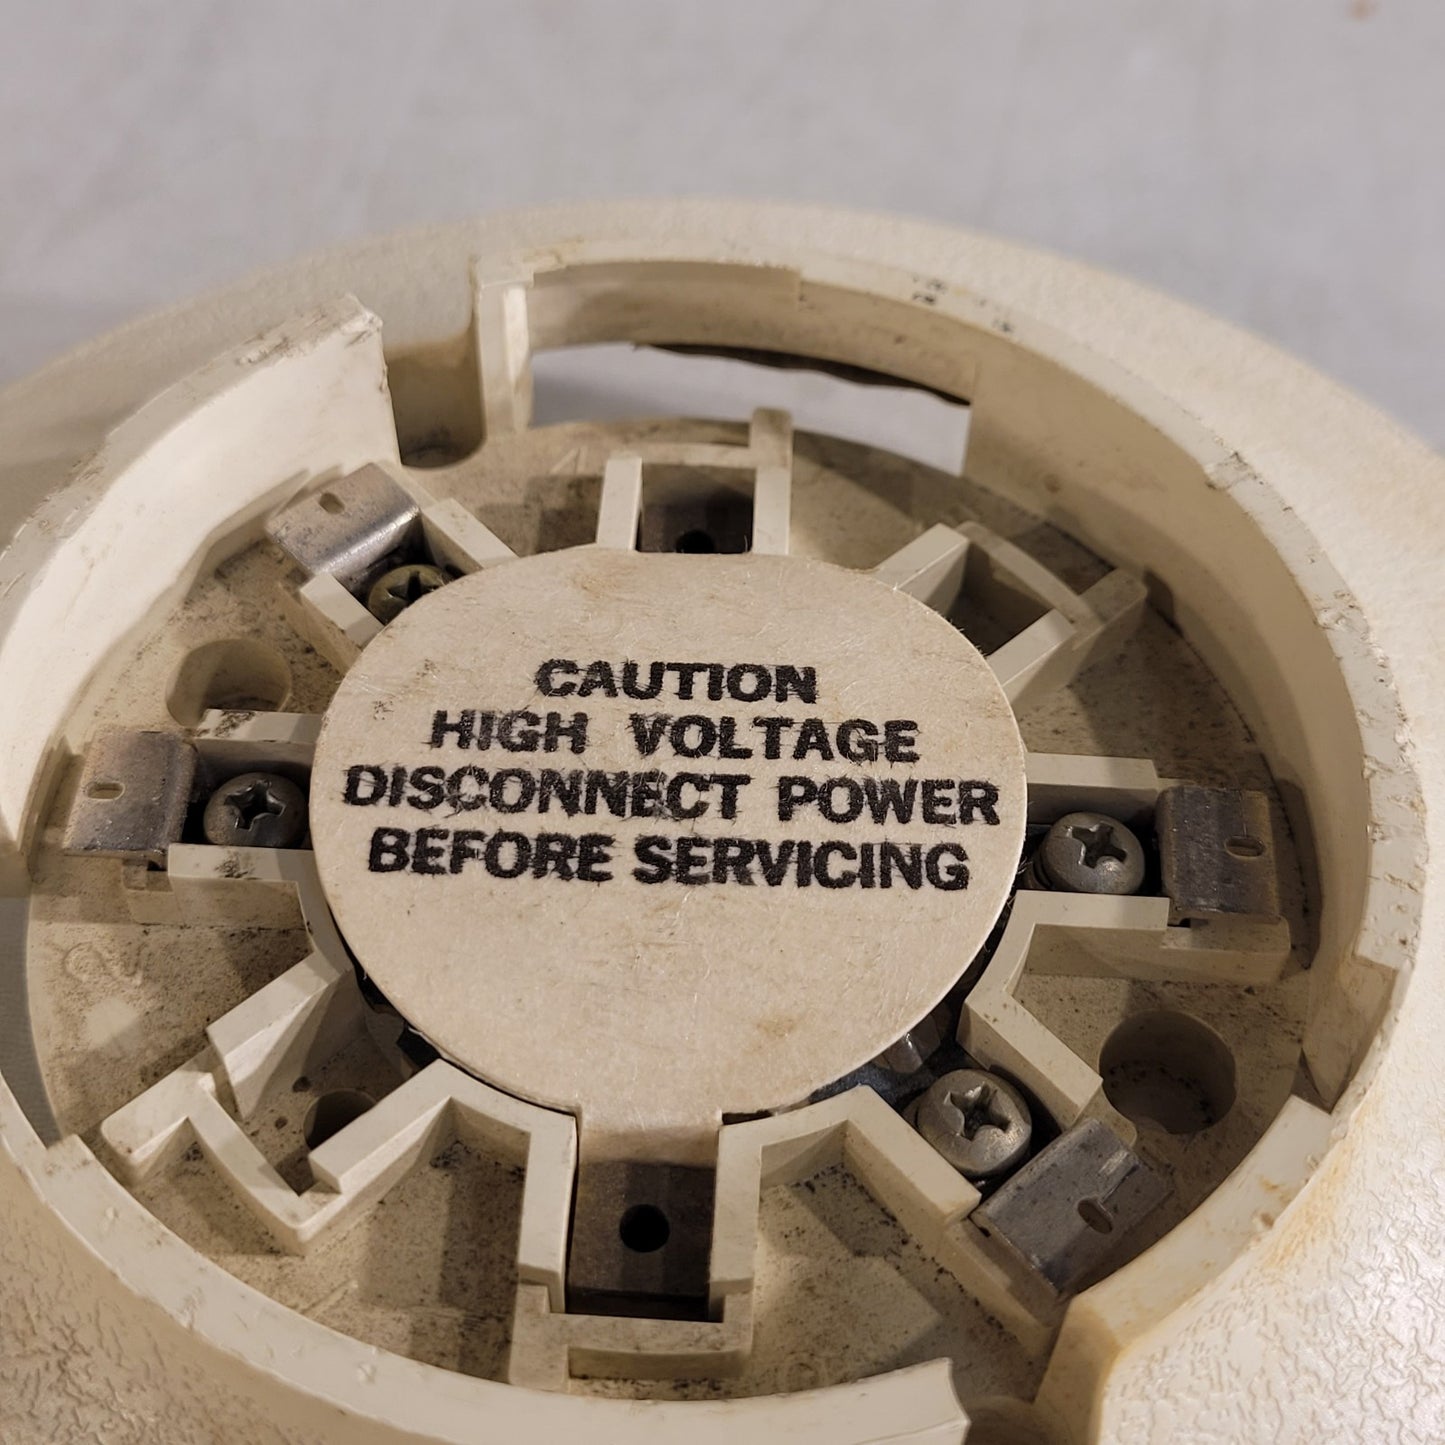 CAUTION
HIGH VOLTAGE
DISCONNECT POWER
BEFORE SERVICING